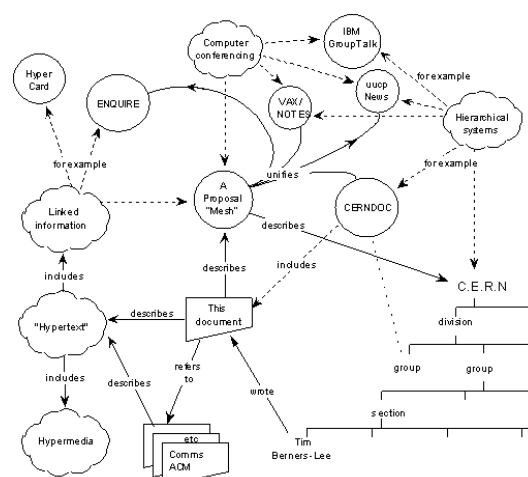 IBM
GroupTalk
Computer
conferencing
for example
Hyper
Card
ENQUIRE
VAX/
NOTES
uucp
News
Hierarchical
systems
for example
unifies
for example
A
Proposal
"Mesh"
CERNDOC
Linked
information
describes
includes
describes
includes
C.E.R.N
This
document
describes
"Hypertext"
division
refers
to
describes
includes
wrote
group
group
section
etc
Tim
Berners-Lee
Hypermedia
Comms
ACM